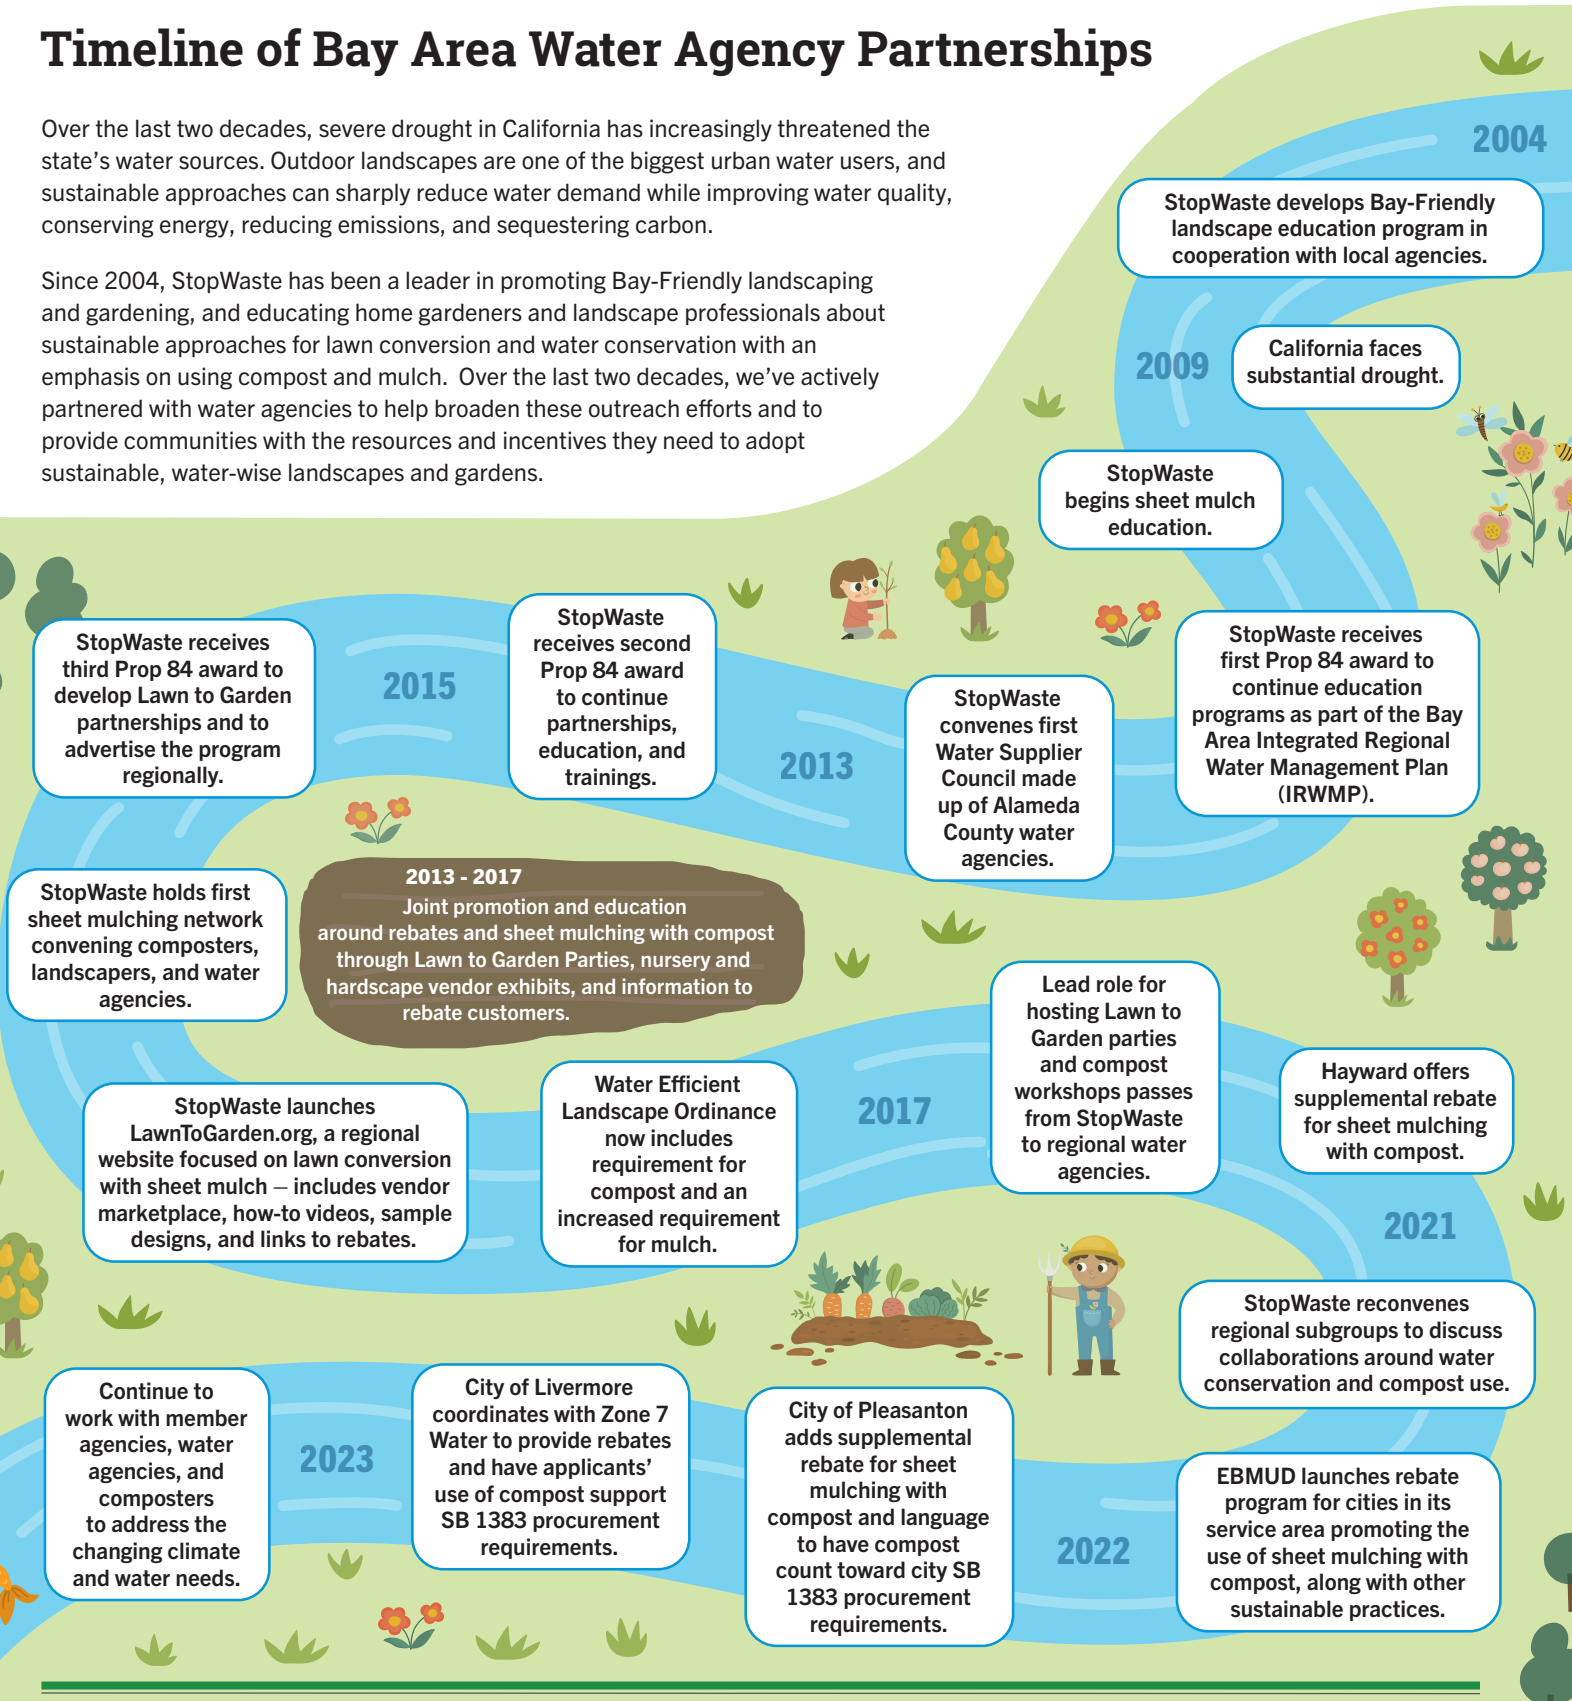 Timeline of Bay Area Water Agency Partnerships
Over the last two decades, severe drought in California has increasingly threatened the
state’s water sources. Outdoor landscapes are one of the biggest urban water users, and
sustainable approaches can sharply reduce water demand while improving water quality,
conserving energy, reducing emissions, and sequestering carbon.
Since 2004, StopWaste has been a leader in promoting Bay-Friendly landscaping
and gardening, and educating home gardeners and landscape professionals about
sustainable approaches for lawn conversion and water conservation with an
emphasis on using compost and mulch.  Over the last two decades, we’ve actively
partnered with water agencies to help broaden these outreach efforts and to
provide communities with the resources and incentives they need to adopt
sustainable, water-wise landscapes and gardens.
2004
StopWaste develops Bay-Friendly
landscape education program in
cooperation with local agencies.
2009
California faces
substantial drought.
StopWaste
begins sheet mulch
education.
StopWaste receives
first Prop 84 award to
continue education
programs as part of the Bay
Area Integrated Regional
Water Management Plan
(IRWMP).
StopWaste
convenes first
Water Supplier
Council made
up of Alameda
County water
agencies.
2013
StopWaste
receives second
Prop 84 award
to continue
partnerships,
education, and
trainings.
2015
StopWaste receives
third Prop 84 award to
develop Lawn to Garden
partnerships and to
advertise the program
regionally.
StopWaste holds first
sheet mulching network
convening composters,
landscapers, and water
agencies.
2013 - 2017
Joint promotion and education
around rebates and sheet mulching with compost
through Lawn to Garden Parties, nursery and
hardscape vendor exhibits, and information to
rebate customers.
StopWaste launches
LawnToGarden.org, a regional
website focused on lawn conversion
with sheet mulch – includes vendor
marketplace, how-to videos, sample
designs, and links to rebates.
Water Efficient
Landscape Ordinance
now includes
requirement for
compost and an
increased requirement
for mulch.
2017
Lead role for
hosting Lawn to
Garden parties
and compost
workshops passes
from StopWaste
to regional water
agencies.
Hayward offers
supplemental rebate
for sheet mulching
with compost.
2021
StopWaste reconvenes
regional subgroups to discuss
collaborations around water
conservation and compost use.
EBMUD launches rebate
program for cities in its
service area promoting the
use of sheet mulching with
compost, along with other
sustainable practices.
2022
City of Pleasanton
adds supplemental
rebate for sheet
mulching with
compost and language
to have compost
count toward city SB
1383 procurement
requirements.
City of Livermore
coordinates with Zone 7
Water to provide rebates
and have applicants’
use of compost support
SB 1383 procurement
requirements.
2023
Continue to
work with member
agencies, water
agencies, and
composters
to address the
changing climate
and water needs.